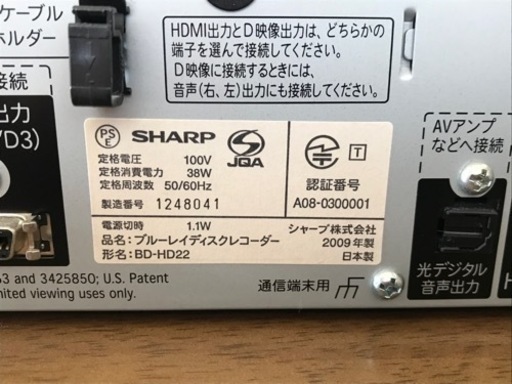 ケーブル
ホルダー
HDMI出力とD映像出力は、どちらかの
端子を選んで接続してください。
D映像に接続するときには、
音声(右、左)出力にも接続してください。
接続
出力
/D3)
PS
E
SHARP
JQA
T
定格電圧 100V
定格消費電力 38W
定格周波数 50/60Hz
製造番号 1248041
認証番号
A08-0300001
電源切時 1.1W
品名:ブルーレイディスクレコーダー
形名:BD-HD22
シャープ株式会社
2009年製
日本製
接続
AVアンプ
などへ接続
光デジタル
音声出力
H
63 and 3425850; U.S. Patent
nited viewing uses only.
通信端末用